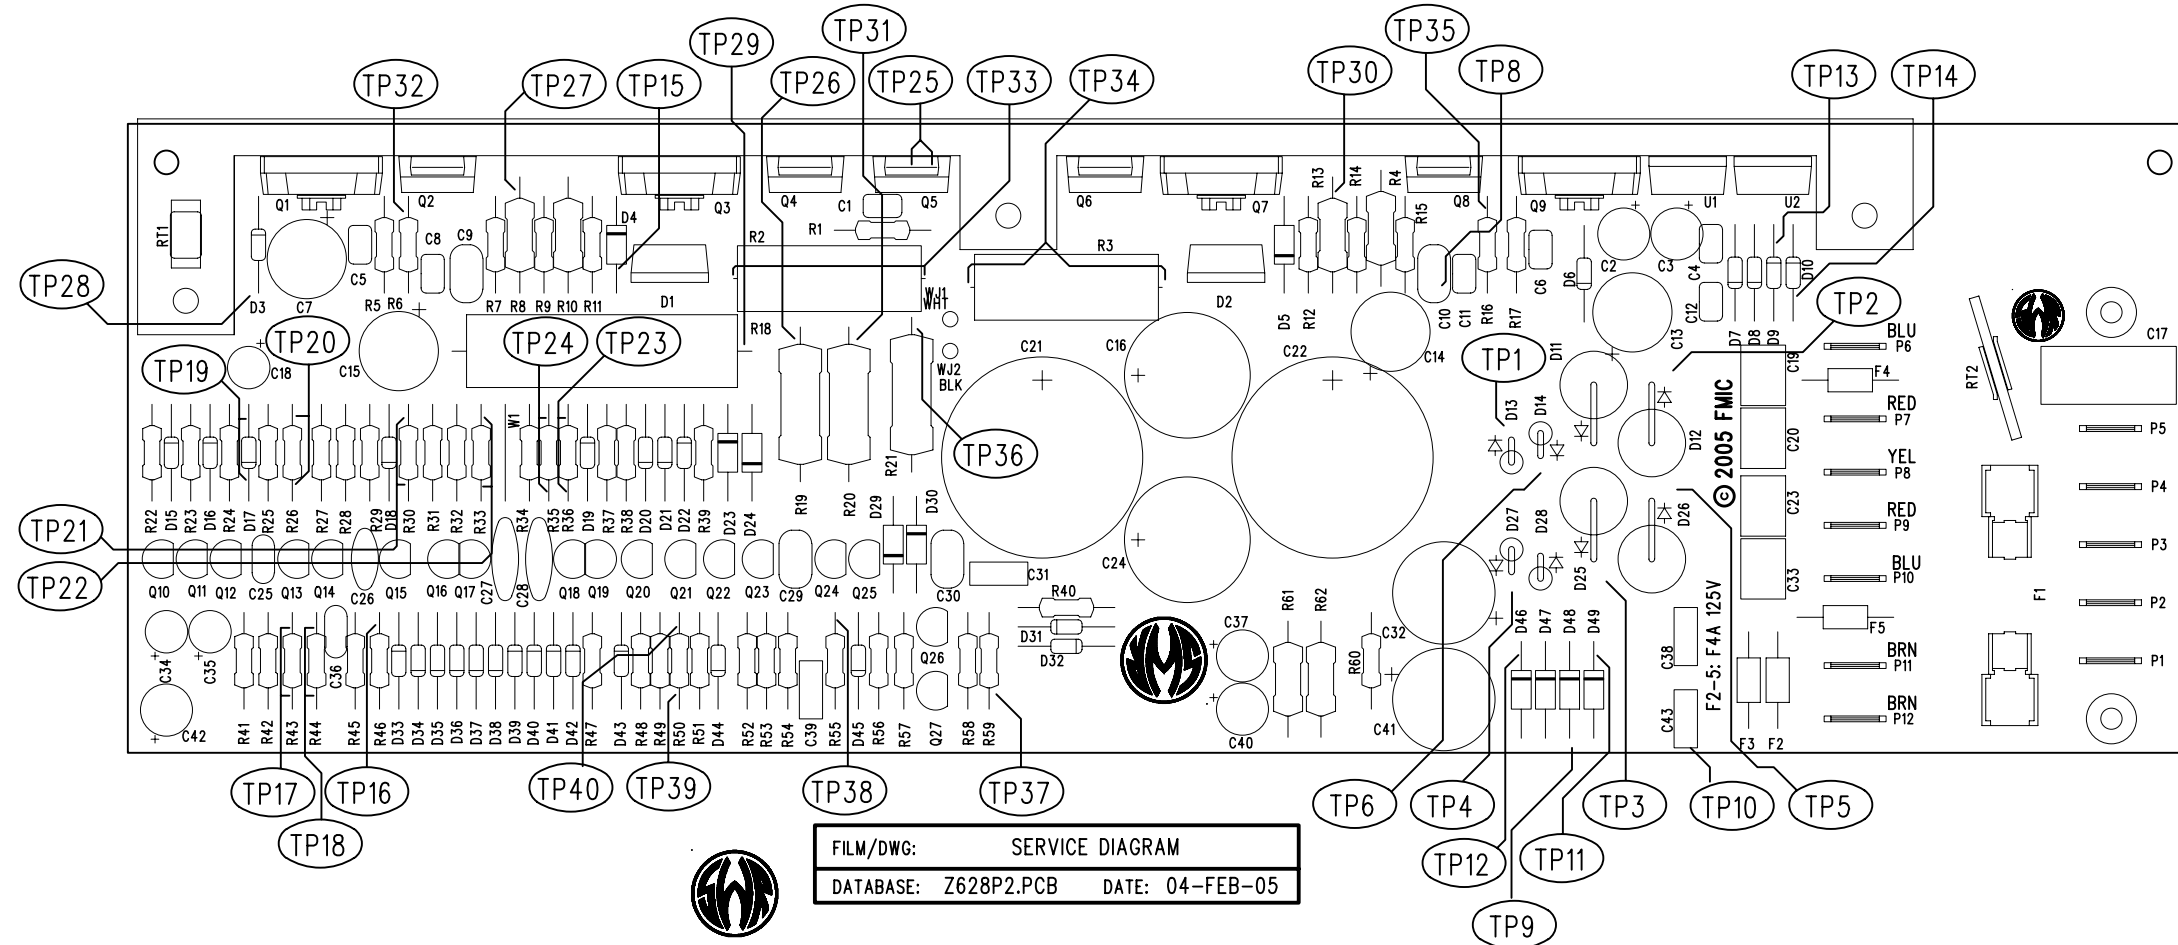 TP31
TP35
TP29
TP32
TP27
TP15
TP26
TP25
TP33
TP34
TP30
TP8
TP13
TP14
Q1
Q2
Q3
Q4
C1
Q5
Q6
Q7
R13
R14
R4
Q8
Q9
U1
U2
RT1
C8
C9
D4
R2
R1
R3
R15
TP28
D3
C7
C5
R5
R6
R7
R8
R9
R10
R11
D1
WJ1
WHT
D2
D5
R12
C10
C11
R16
R17
C6
D6
C2
C3
C4
C12
D10
TP2
TP20
TP24
TP23
R18
C21
C16
C22
C14
TP1
D11
C13
D7
D8
D9
C19
BLU
P6
C17
TP19
C18
C15
WJ2
BLK
D13
D14
F4
RT2
W1
TP36
D12
© 2005 FMIC
C20
RED
P7
P5
R21
YEL
P8
P4
R22
D15
R23
D16
R24
D17
R25
R26
R27
R28
R29
D18
R30
R31
R32
R33
R34
R35
R36
D19
R37
R38
D20
D21
D22
R39
D23
D24
R19
R20
D29
D30
D27
D28
D26
C23
RED
P9
TP21
TP22
P3
C24
C31
D25
C33
BLU
P10
Q10
Q11
Q12
C25
Q13
Q14
C26
Q15
Q16
Q17
C27
C28
Q18
Q19
Q20
Q21
Q22
Q23
C29
Q24
Q25
C30
R40
R61
R62
F1
P2
D31
D32
C37
C32
D46
D47
D48
D49
F2-5: F4A 125V
F5
C34
C35
C36
Q26
R60
C38
BRN
P11
P1
C42
R41
R42
R43
R44
R45
R46
D33
D34
D35
D36
D37
D38
D39
D40
D41
D42
R47
D43
R48
R49
R50
R51
D44
R52
R53
R54
C39
R55
D45
R56
R57
Q27
R58
R59
C40
C41
C43
F3
F2
BRN
P12
TP17
TP16
TP40
TP39
TP38
TP37
TP6
TP4
TP3
TP10
TP5
TP18
TP12
TP11
TP9
FILM/DWG: SERVICE DIAGRAM
DATABASE: Z628P2.PCB DATE: 04-FEB-05
SWR